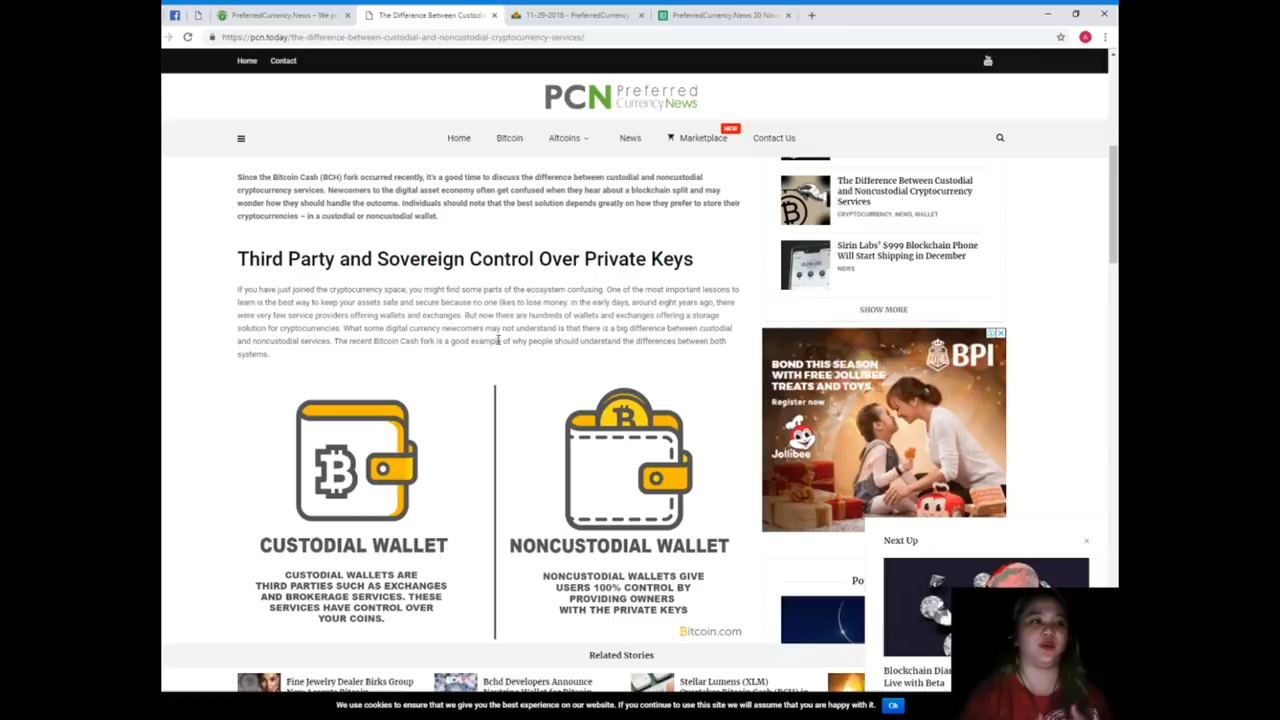 PreferredCurrency.News – We p
The Difference Between Custodi
11-29-2018 - PreferredCurrency
PreferredCurrency.News 30 Nov
https://pcn.today/the-difference-between-custodial-and-noncustodial-cryptocurrency-services/
Home Contact
PCN Preferred
CurrencyNews
NEW
Home Bitcoin Altcoins News Marketplace Contact Us
Since the Bitcoin Cash (BCH) fork occurred recently, it's a good time to discuss the difference between custodial and noncustodial
cryptocurrency services. Newcomers to the digital asset economy often get confused when they hear about a blockchain split and may
wonder how they should handle the outcome. Individuals should note that the best solution depends greatly on how they prefer to store their
cryptocurrencies – in a custodial or noncustodial wallet.
Third Party and Sovereign Control Over Private Keys
If you have just joined the cryptocurrency space, you might find some parts of the ecosystem confusing. One of the most important lessons to
learn is the best way to keep your assets safe and secure because no one likes to lose money. In the early days, around eight years ago, there
were very few service providers offering wallets and exchanges. But now there are hundreds of wallets and exchanges offering a storage
solution for cryptocurrencies. What some digital currency newcomers may not understand is that there is a big difference between custodial
and noncustodial services. The recent Bitcoin Cash fork is a good example of why people should understand the differences between both
systems.
CUSTODIAL WALLET
CUSTODIAL WALLETS ARE
THIRD PARTIES SUCH AS EXCHANGES
AND BROKERAGE SERVICES. THESE
SERVICES HAVE CONTROL OVER
YOUR COINS.
NONCUSTODIAL WALLET
NONCUSTODIAL WALLETS GIVE
USERS 100% CONTROL BY
PROVIDING OWNERS
WITH THE PRIVATE KEYS
Bitcoin.com
The Difference Between Custodial
and Noncustodial Cryptocurrency
Services
CRYPTOCURRENCY, NEWS, WALLET
Sirin Labs' $999 Blockchain Phone
Will Start Shipping in December
NEWS
SHOW MORE
BPI
BOND THIS SEASON
WITH FREE JOLLIBEE
TREATS AND TOYS.
Register now
Jollibee
Next Up
Po
Blockchain Dia
Live with Beta
Related Stories
Fine Jewelry Dealer Birks Group
Bchd Developers Announce
Stellar Lumens (XLM)
We use cookies to ensure that we give you the best experience on our website. If you continue to use this site we will assume that you are happy with it.
Ok